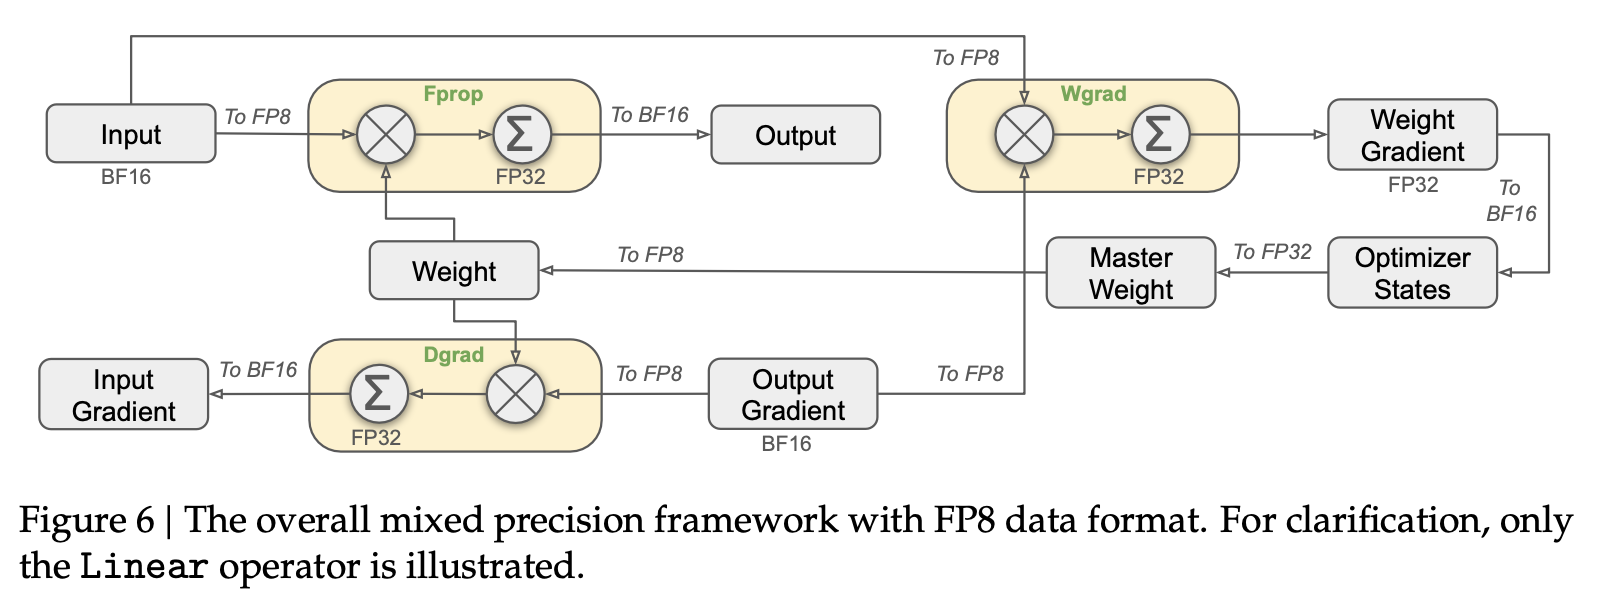 To FP8
Fprop
Wgrad
Input
To FP8
Σ
To BF16
Output
Σ
Weight
Gradient
BF16
FP32
FP32
FP32
To
BF16
Weight
To FP8
Master
Weight
To FP32
Optimizer
States
Dgrad
Input
Gradient
To BF16
Σ
To FP8
Output
Gradient
To FP8
FP32
BF16
Figure 6 | The overall mixed precision framework with FP8 data format. For clarification, only
the Linear operator is illustrated.